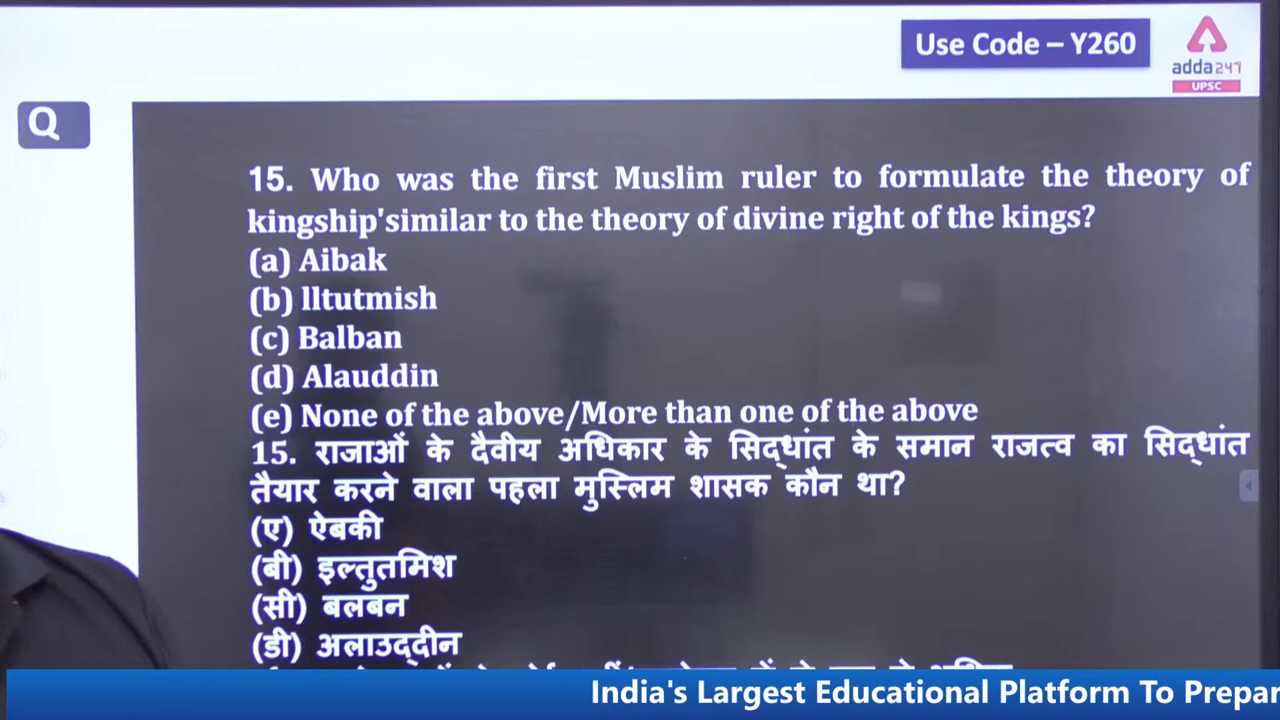 Use Code – Y260
adda247
UPSC
Q
15. Who was the first Muslim ruler to formulate the theory of
kingship'similar to the theory of divine right of the kings?
(a) Aibak
(b) lltutmish
(c) Balban
(d) Alauddin
(e) None of the above/More than one of the above
15. राजाओं के दैवीय अधिकार के सिद्धांत के समान राजत्व का सिद्धांत
तैयार करने वाला पहला मुस्लिम शासक कौन था?
(ए) ऐबकी
(बी) इल्तुतमिश
(सी) बलबन
(डी) अलाउद्दीन
India's Largest Educational Platform To Prepar